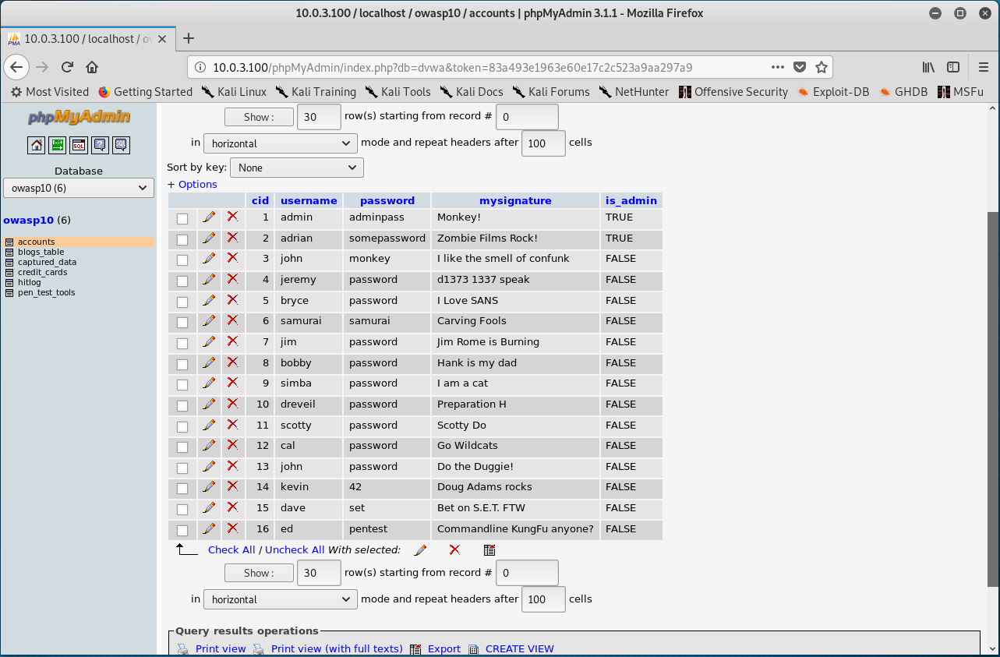 10.0.3.100 / localhost / owasp10 / accounts | phpMyAdmin 3.1.1 - Mozilla Firefox
PMA 10.0.3.100 / localhost / ow
10.0.3.100/phpMyAdmin/index.php?db=dvwa&token=83a493e1963e60e17c2c523a9aa297a9
Most Visited Getting Started Kali Linux Kali Training Kali Tools Kali Docs Kali Forums NetHunter Offensive Security Exploit-DB GHDB MSFu
phpMyAdmin
SQL
Database
owasp10 (6)
owasp10 (6)
accounts
blogs_table
captured_data
credit_cards
hitlog
pen_test_tools
Show : 30 row(s) starting from record # 0
in horizontal mode and repeat headers after 100 cells
Sort by key: None
+ Options
cid username password mysignature is_admin
1 admin adminpass Monkey! TRUE
2 adrian somepassword Zombie Films Rock! TRUE
3 john monkey I like the smell of confunk FALSE
4 jeremy password d1373 1337 speak FALSE
5 bryce password I Love SANS FALSE
6 samurai samurai Carving Fools FALSE
7 jim password Jim Rome is Burning FALSE
8 bobby password Hank is my dad FALSE
9 simba password I am a cat FALSE
10 dreveil password Preparation H FALSE
11 scotty password Scotty Do FALSE
12 cal password Go Wildcats FALSE
13 john password Do the Duggie! FALSE
14 kevin 42 Doug Adams rocks FALSE
15 dave set Bet on S.E.T. FTW FALSE
16 ed pentest Commandline KungFu anyone? FALSE
Check All / Uncheck All With selected:
Show : 30 row(s) starting from record # 0
in horizontal mode and repeat headers after 100 cells
Query results operations
Print view Print view (with full texts) Export CREATE VIEW